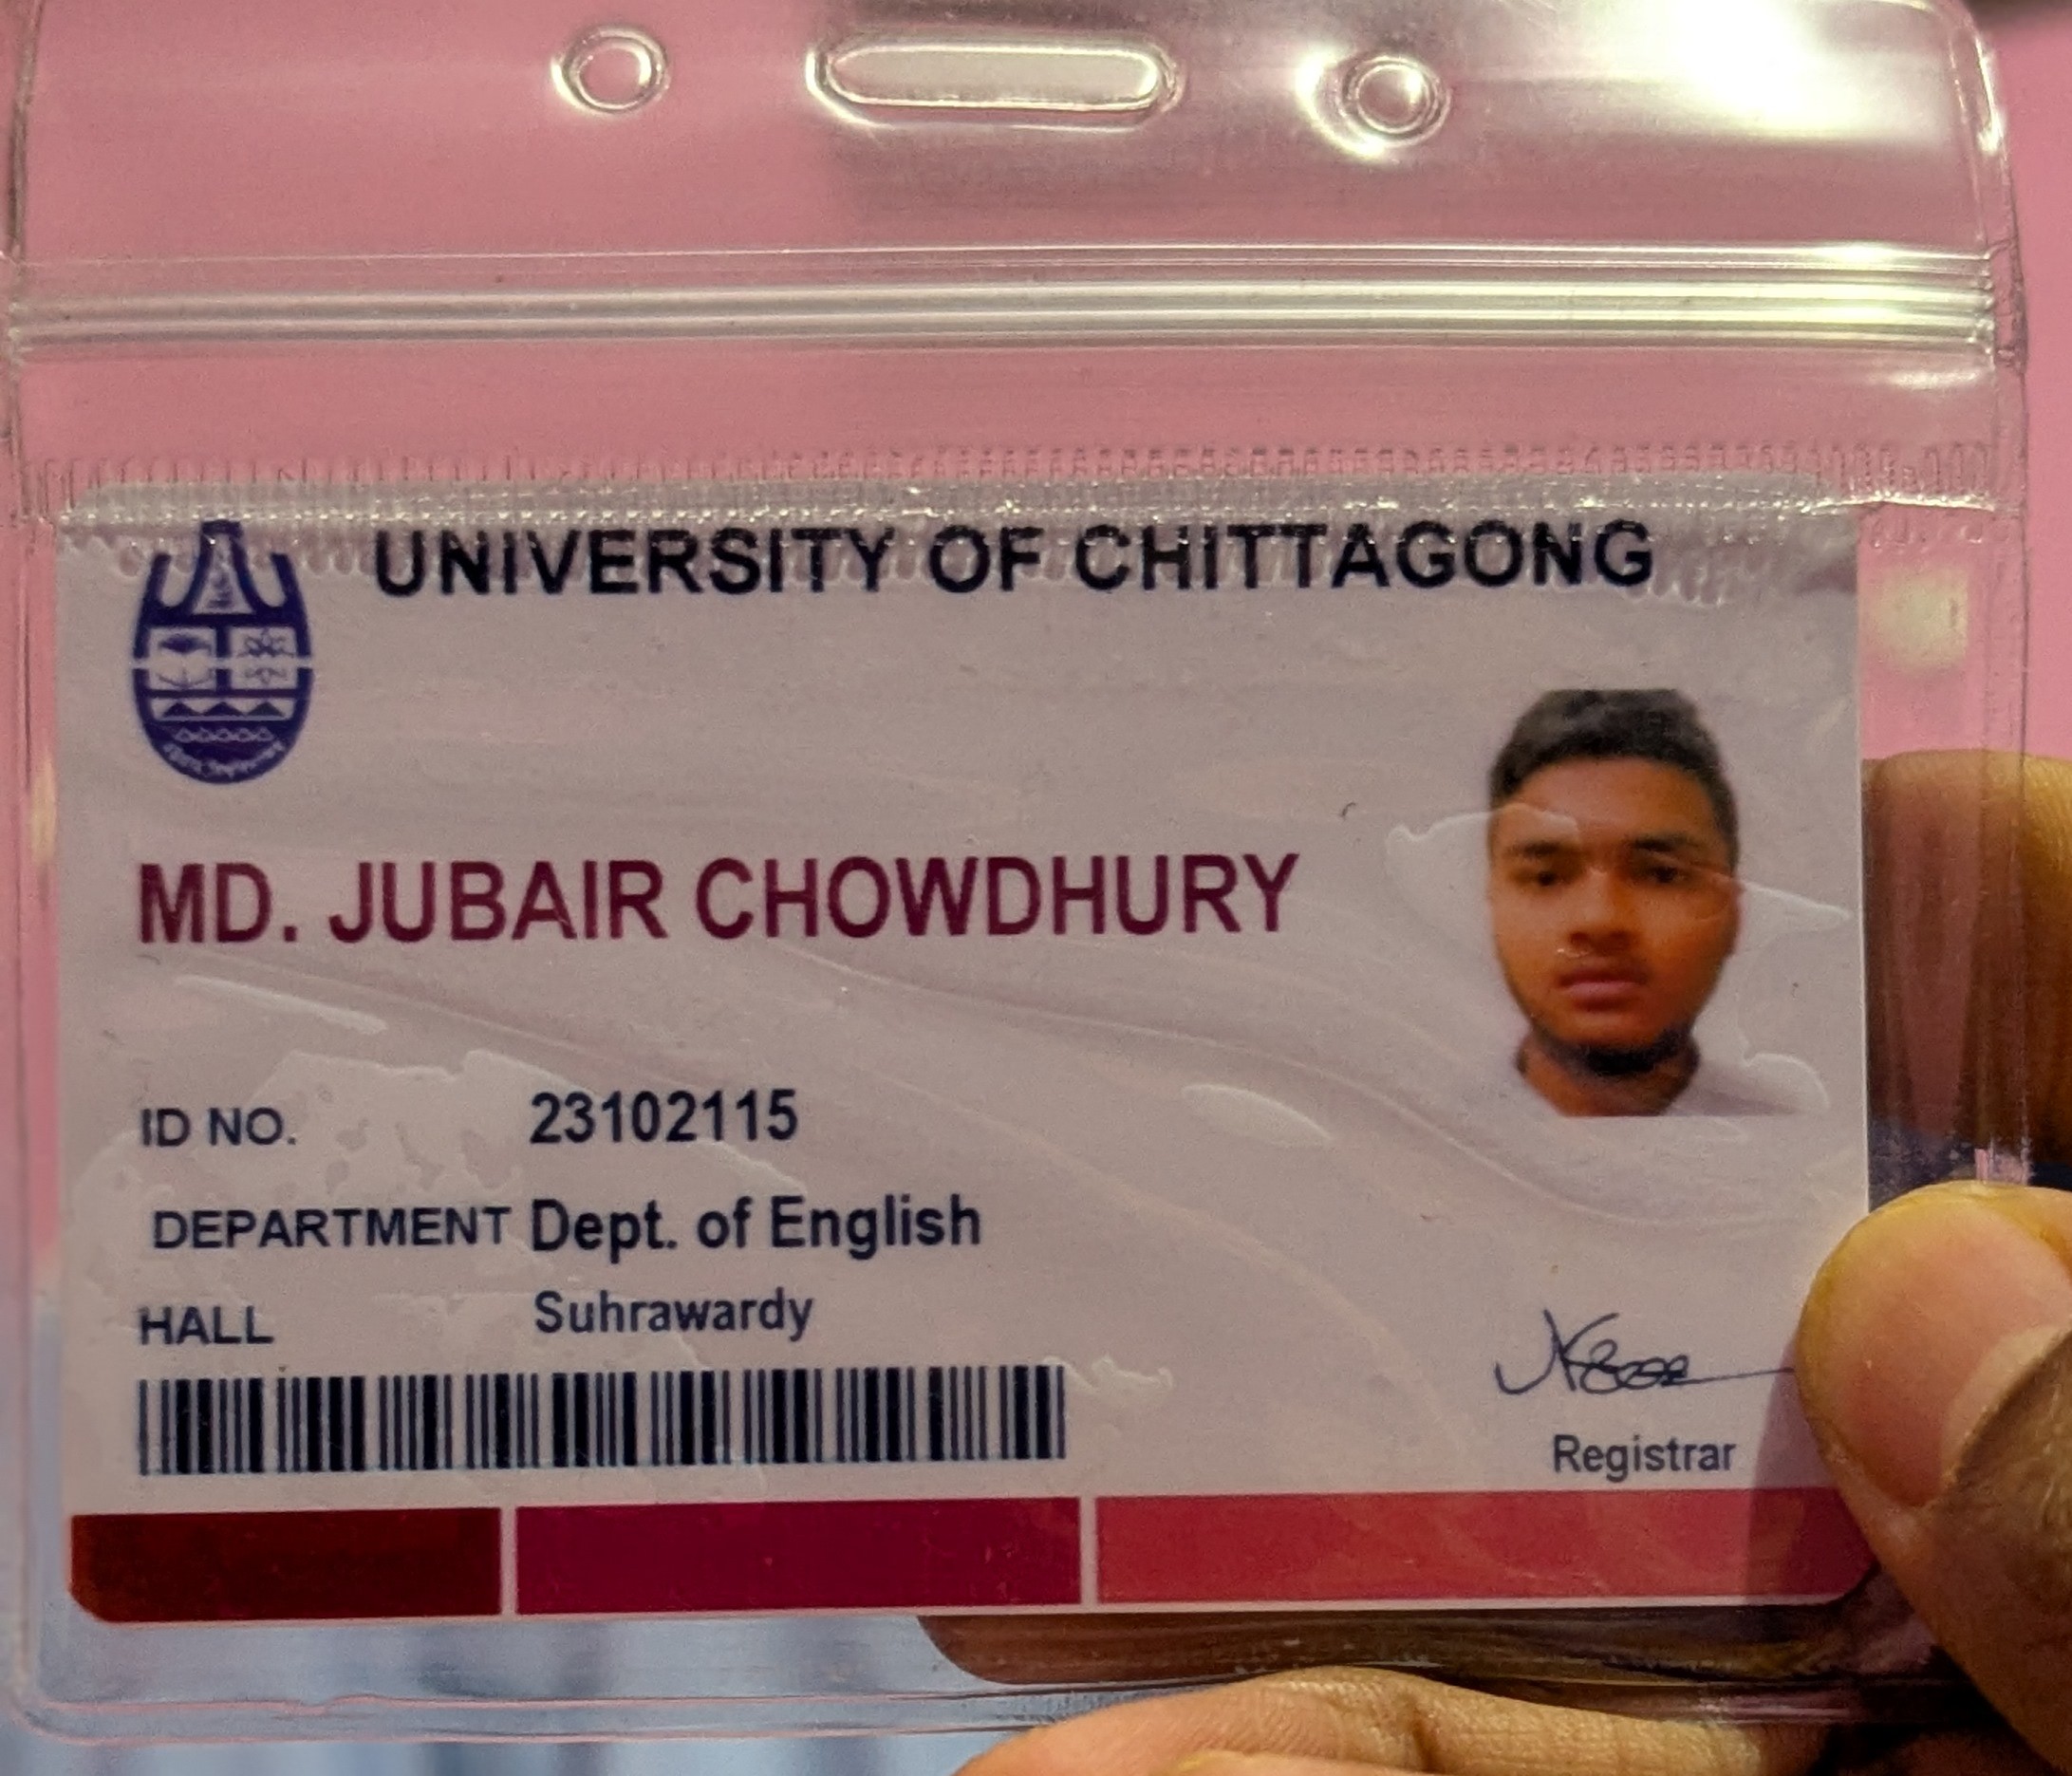 UNIVERSITY OF CHITTAGONG
MD. JUBAIR CHOWDHURY
ID NO. 23102115
DEPARTMENT Dept. of English
HALL Suhrawardy
Registrar